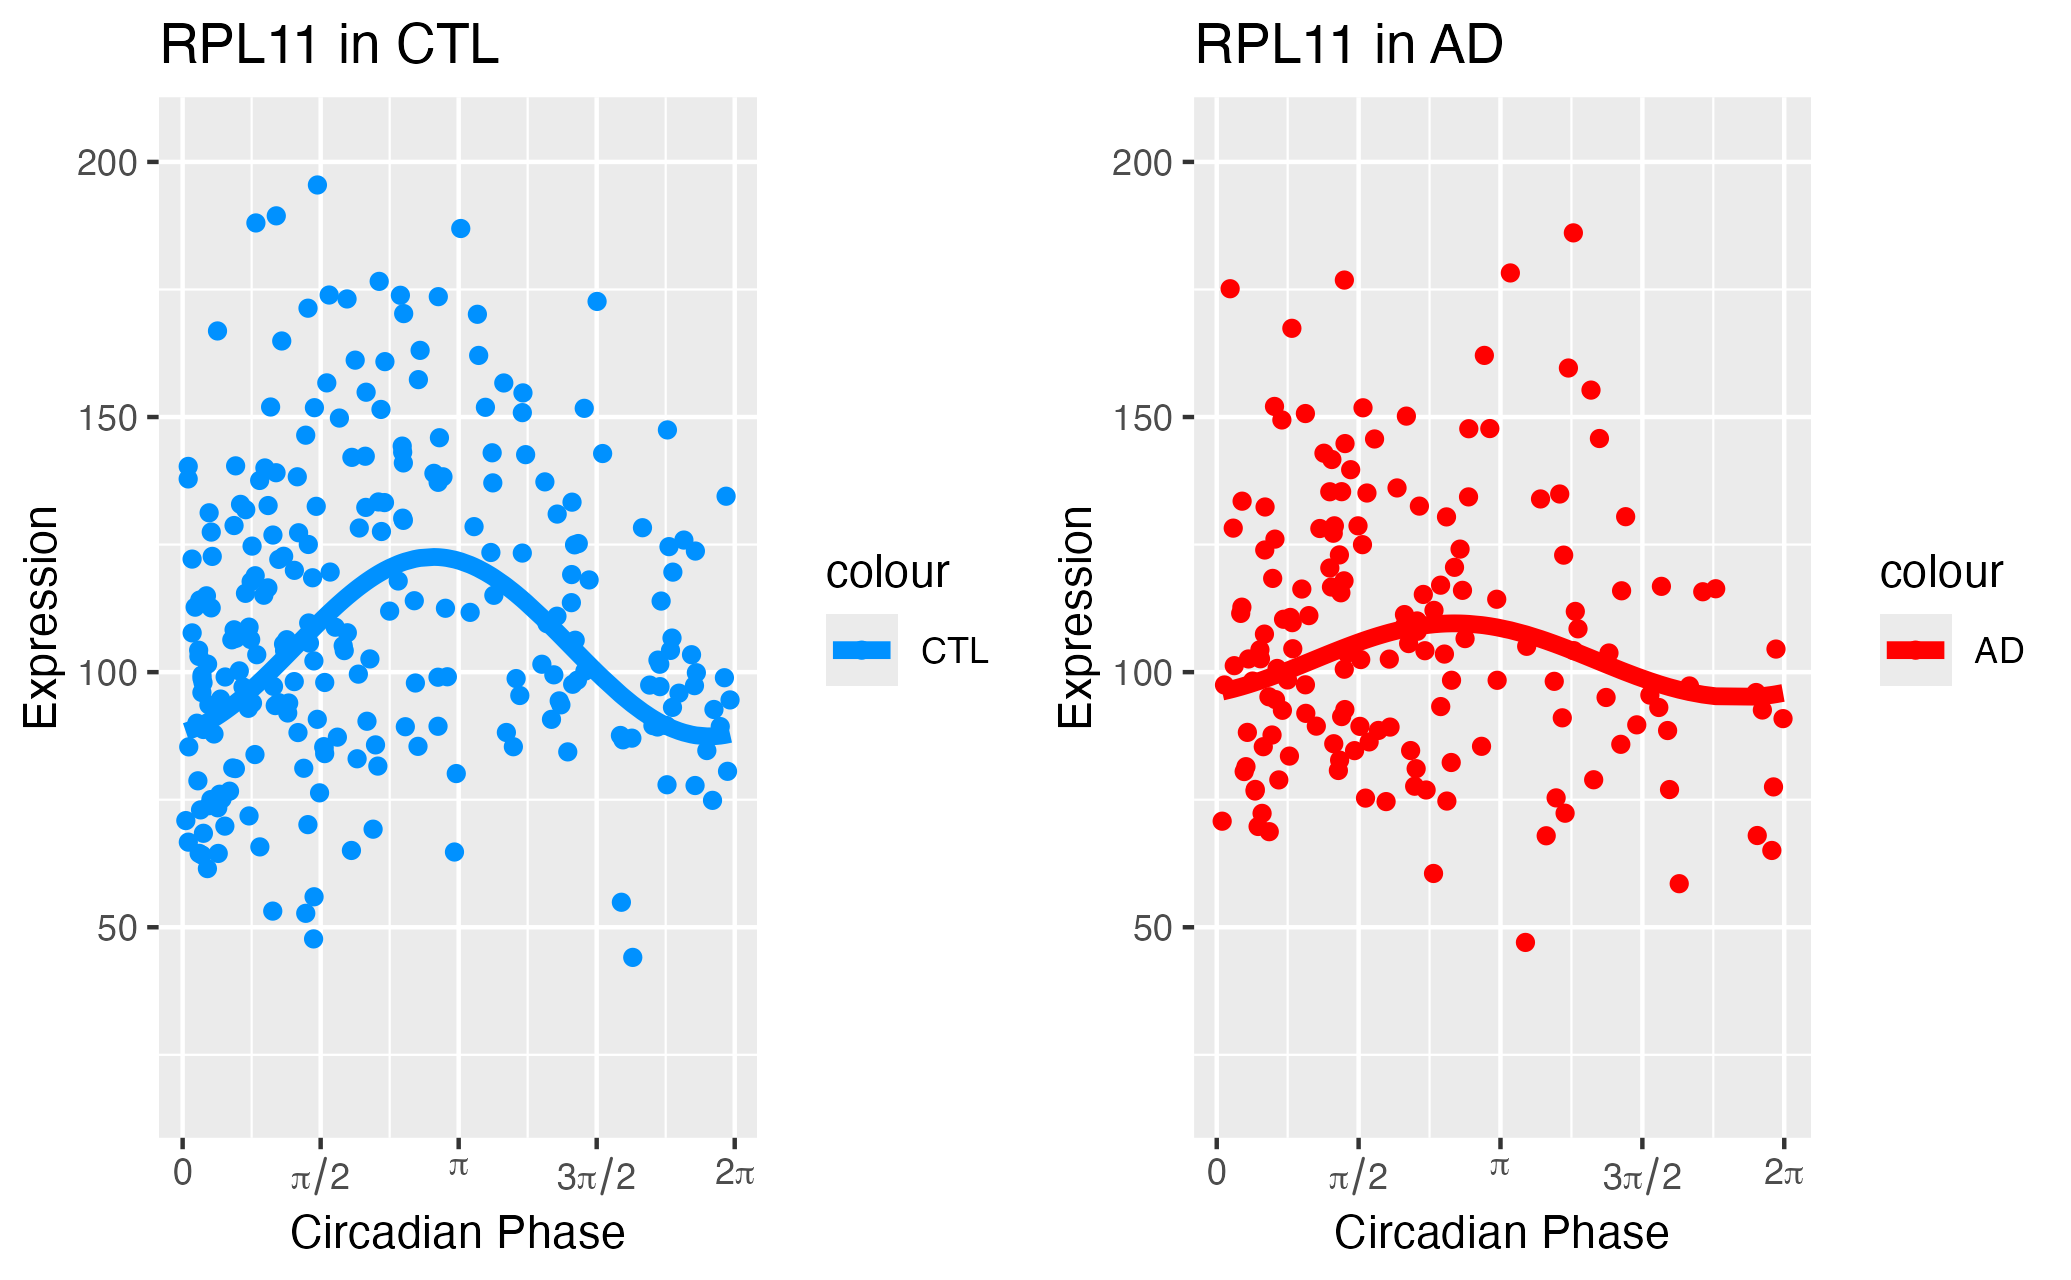 RPL11 in CTL
200
150
100
50
Expression
0
π/2
π
3π/2
2π
Circadian Phase
colour
CTL
RPL11 in AD
200
150
100
50
Expression
0
π/2
π
3π/2
2π
Circadian Phase
colour
AD